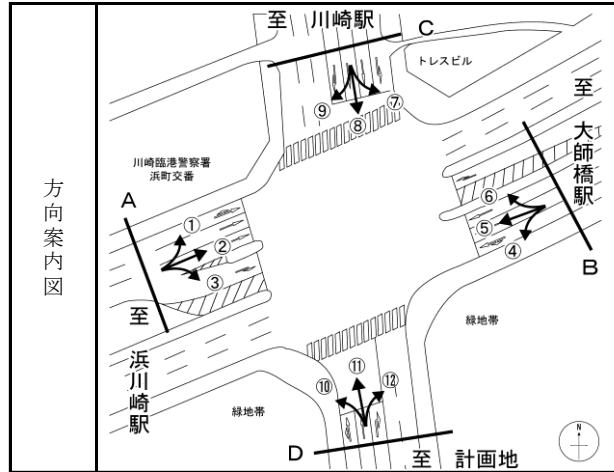 方向案内図
至 川崎駅
C
トレスビル
至 大師橋駅
⑨
⑧
⑦
川崎臨港警察署
浜町交番
A
①
②
③
⑥
⑤
④
B
至 浜川崎駅
緑地帯
緑地帯
⑩
⑪
⑫
D
至 計画地
N